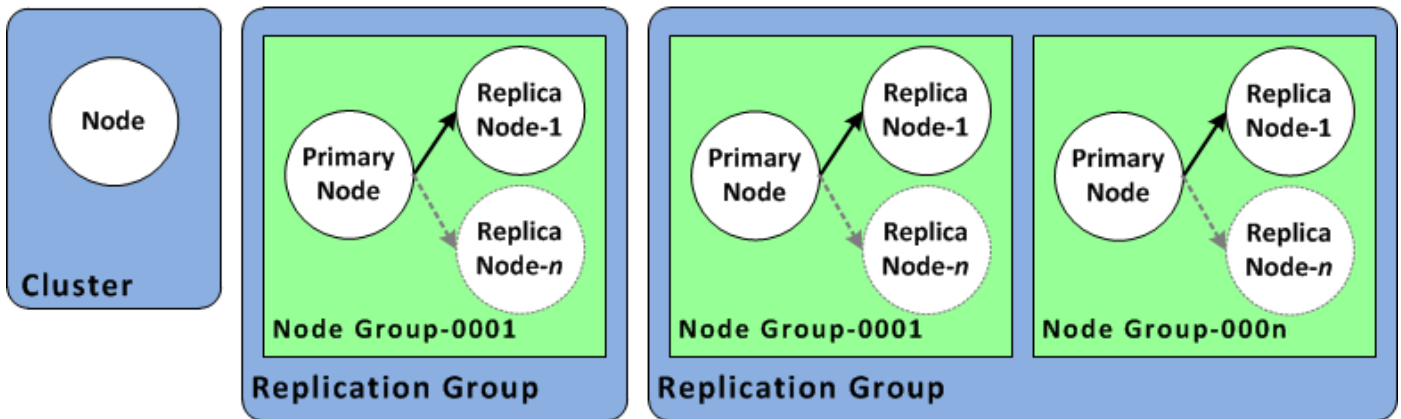 Node
Cluster
Primary
Node
Replica
Node-1
Replica
Node-n
Node Group-0001
Replication Group
Primary
Node
Replica
Node-1
Replica
Node-n
Node Group-0001
Primary
Node
Replica
Node-1
Replica
Node-n
Node Group-000n
Replication Group